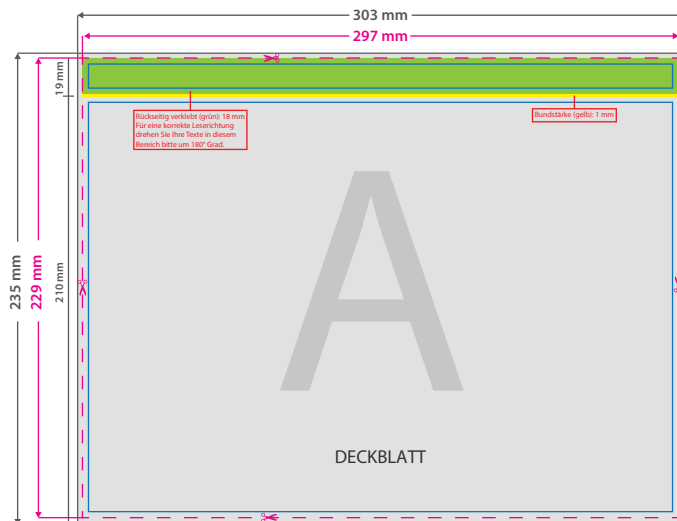 303 mm
297 mm
19 mm
Rückseitig verklebt (grün): 18 mm
Für eine korrekte Leserichtung
drehen Sie Ihre Texte in diesem
Bereich bitte um 180° Grad.
Bundstärke (gelb): 1 mm
235 mm
229 mm
210 mm
A
DECKBLATT